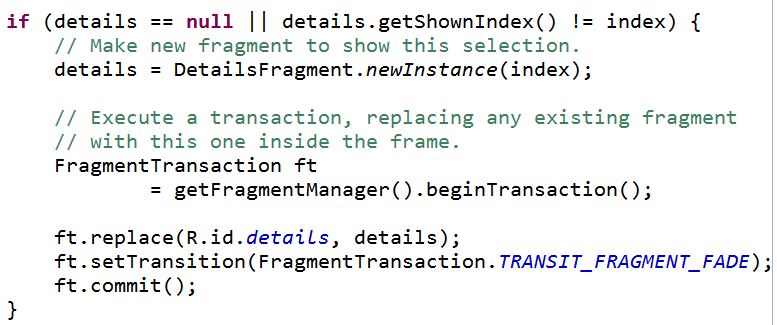 if (details == null || details.getShownIndex() != index) {
    // Make new fragment to show this selection.
    details = DetailsFragment.newInstance(index);

    // Execute a transaction, replacing any existing fragment
    // with this one inside the frame.
    FragmentTransaction ft
            = getFragmentManager().beginTransaction();

    ft.replace(R.id.details, details);
    ft.setTransition(FragmentTransaction.TRANSIT_FRAGMENT_FADE);
    ft.commit();
}